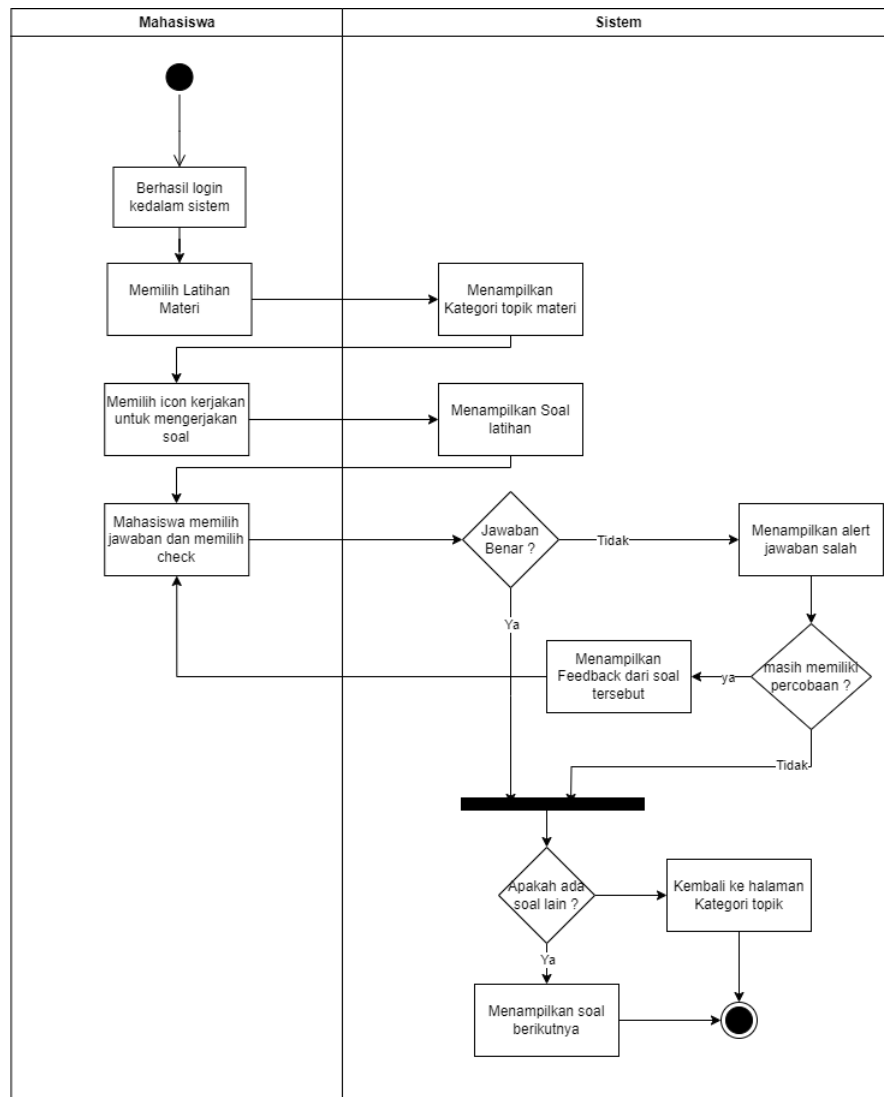 Mahasiswa
Sistem
Berhasil login
kedalam sistem
Memilih Latihan
Materi
Menampilkan
Kategori topik materi
Memilih icon kerjakan
untuk mengerjakan
soal
Menampilkan Soal
latihan
Mahasiswa memilih
jawaban dan memilih
check
Jawaban
Benar ?
Tidak
Menampilkan alert
jawaban salah
Ya
masih memiliki
percobaan ?
ya
Menampilkan
Feedback dari soal
tersebut
Tidak
Apakah ada
soal lain ?
Kembali ke halaman
Kategori topik
Ya
Menampilkan soal
berikutnya